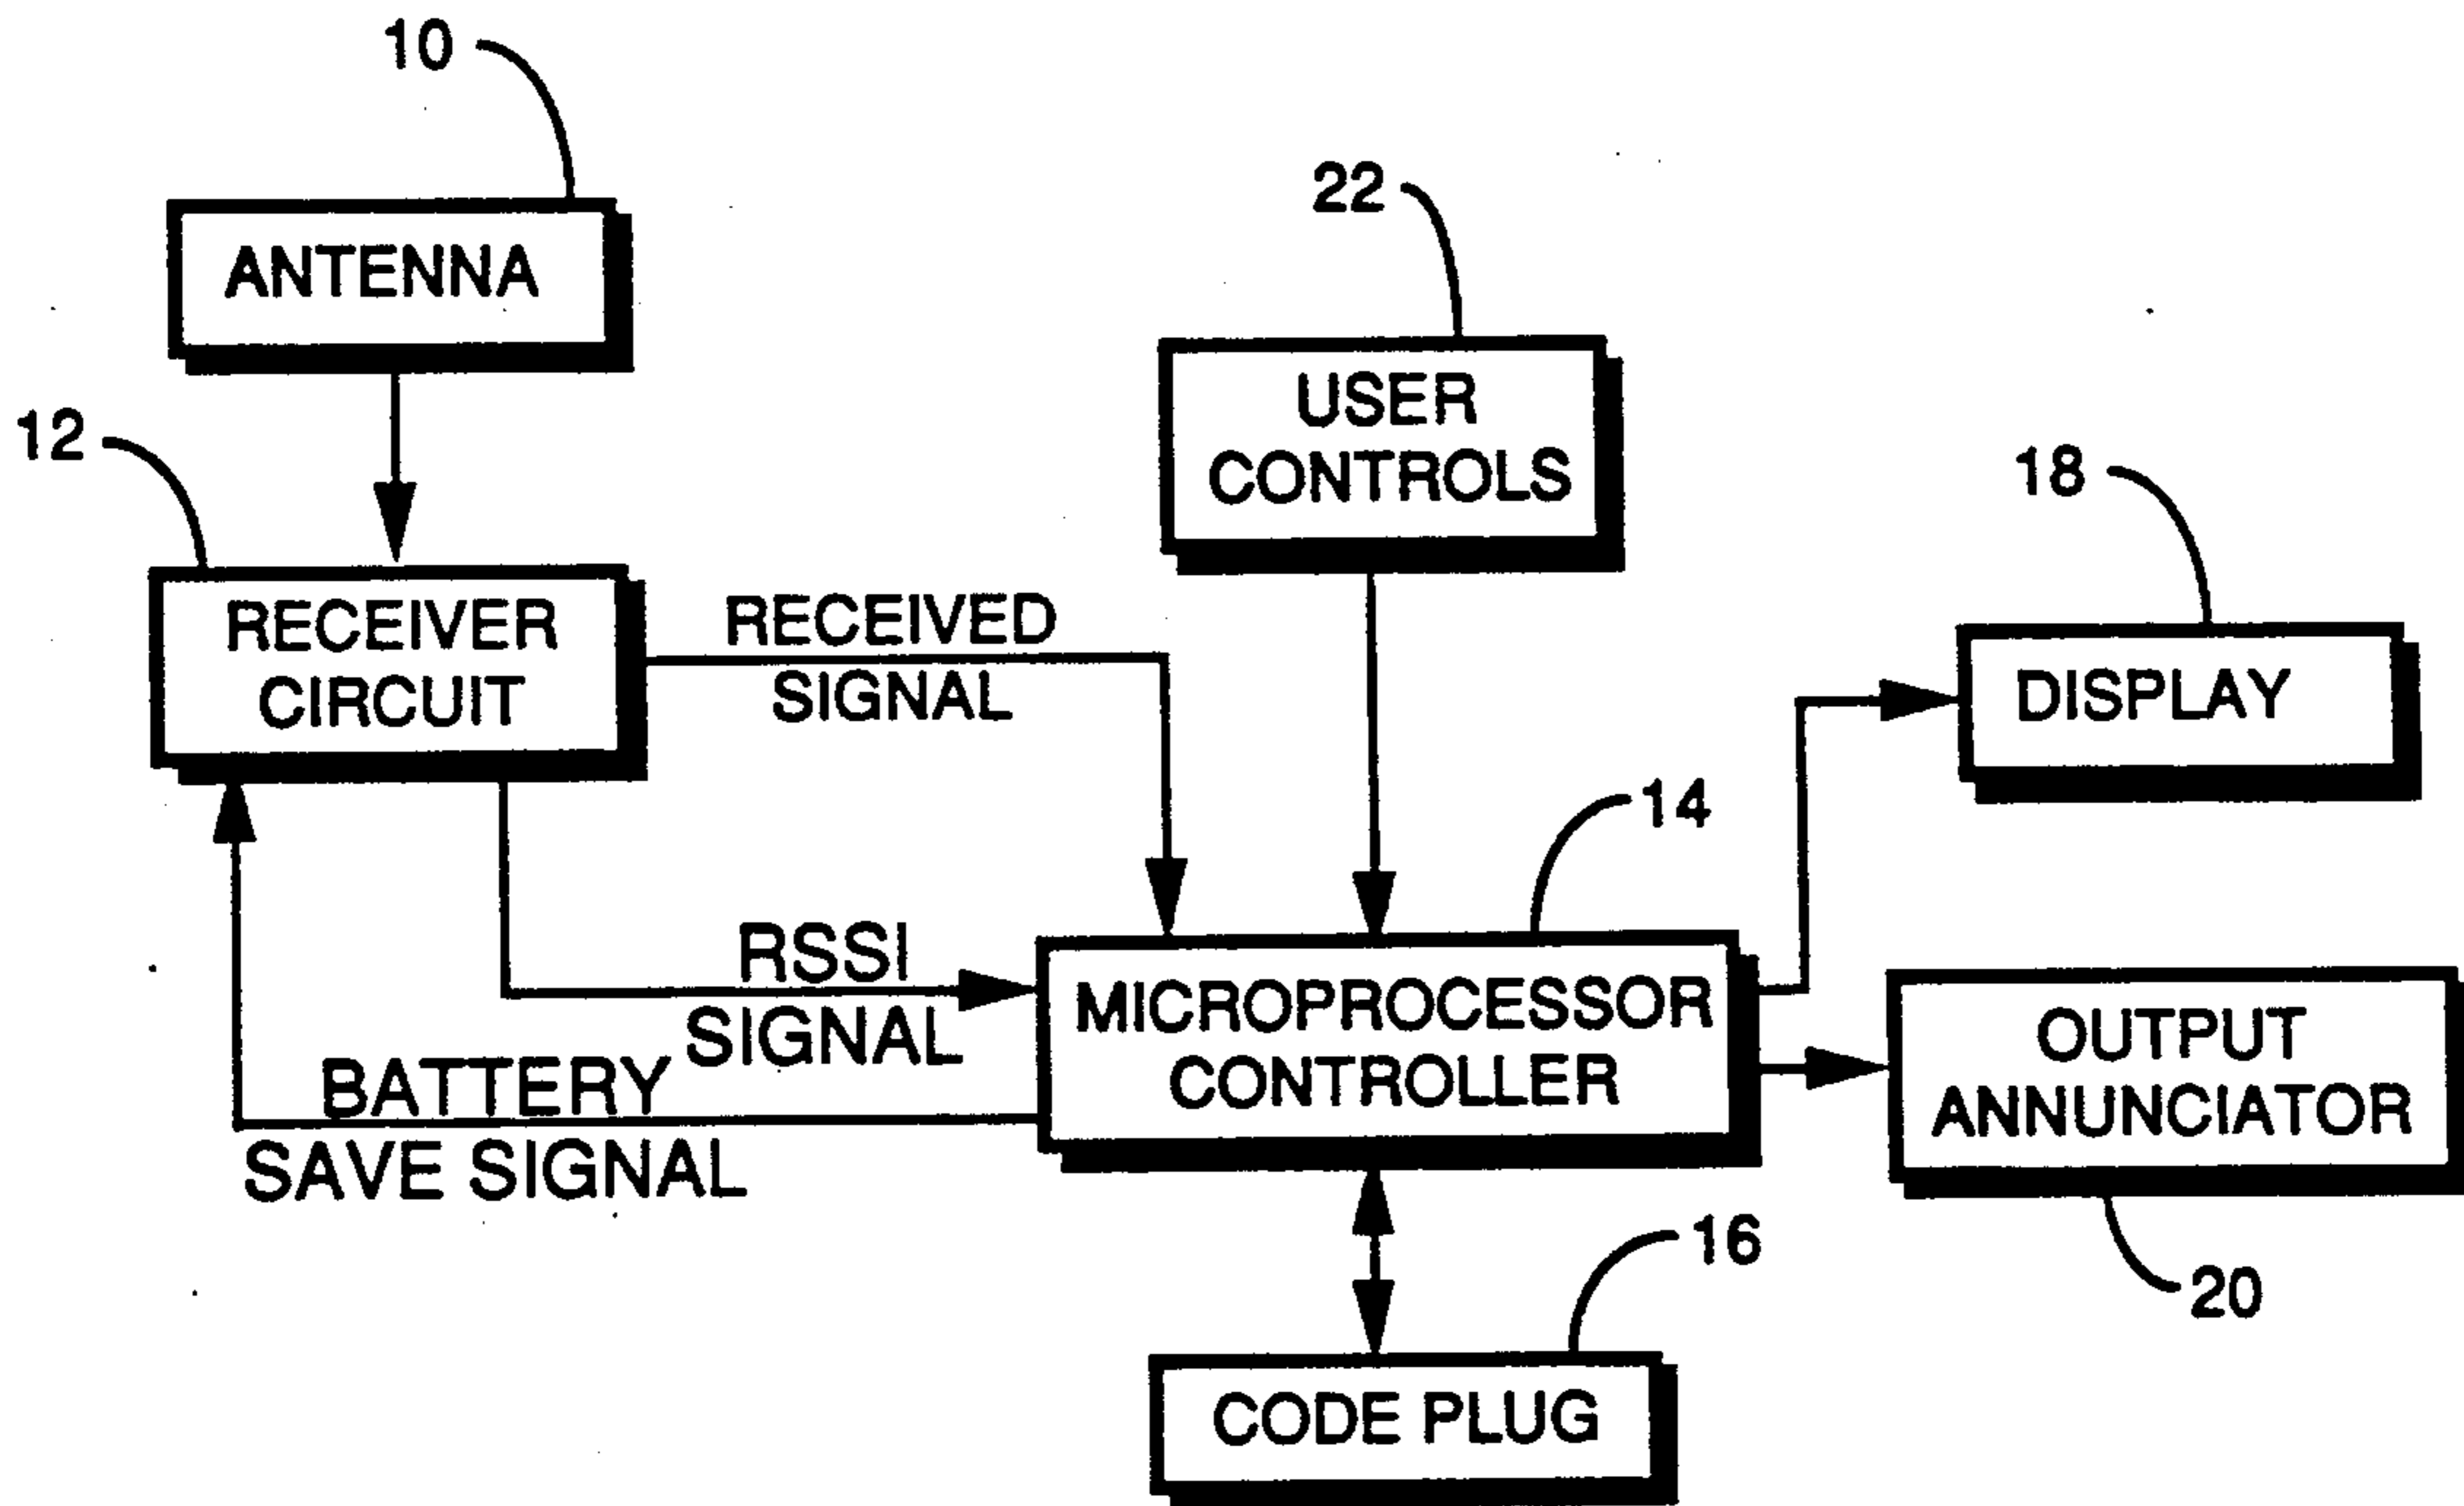 10
ANTENNA
22
USER
CONTROLS
12
RECEIVER
CIRCUIT
RECEIVED
SIGNAL
18
DISPLAY
14
RSSI
SIGNAL
MICROPROCESSOR
CONTROLLER
OUTPUT
ANNUNCIATOR
BATTERY
SAVE SIGNAL
16
20
CODE PLUG